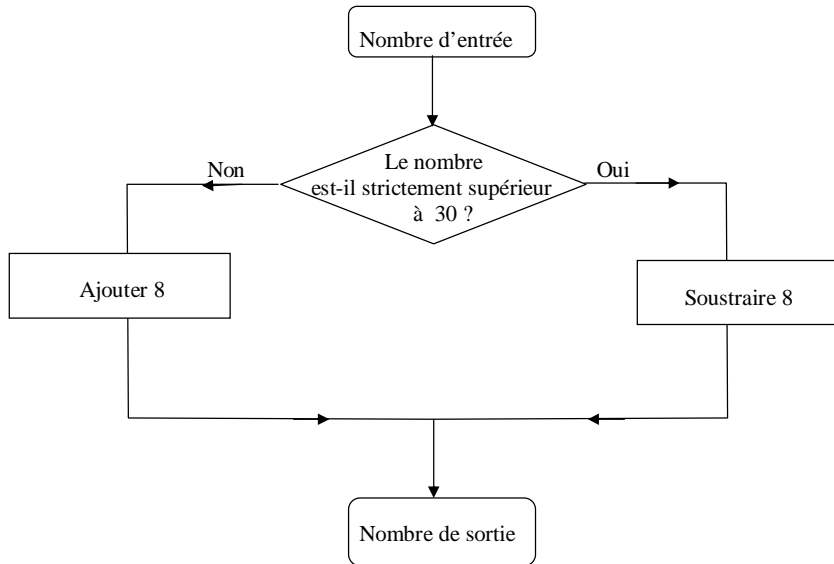 Nombre d'entrée
Le nombre
est-il strictement supérieur
à 30 ?
Non
Oui
Ajouter 8
Soustraire 8
Nombre de sortie